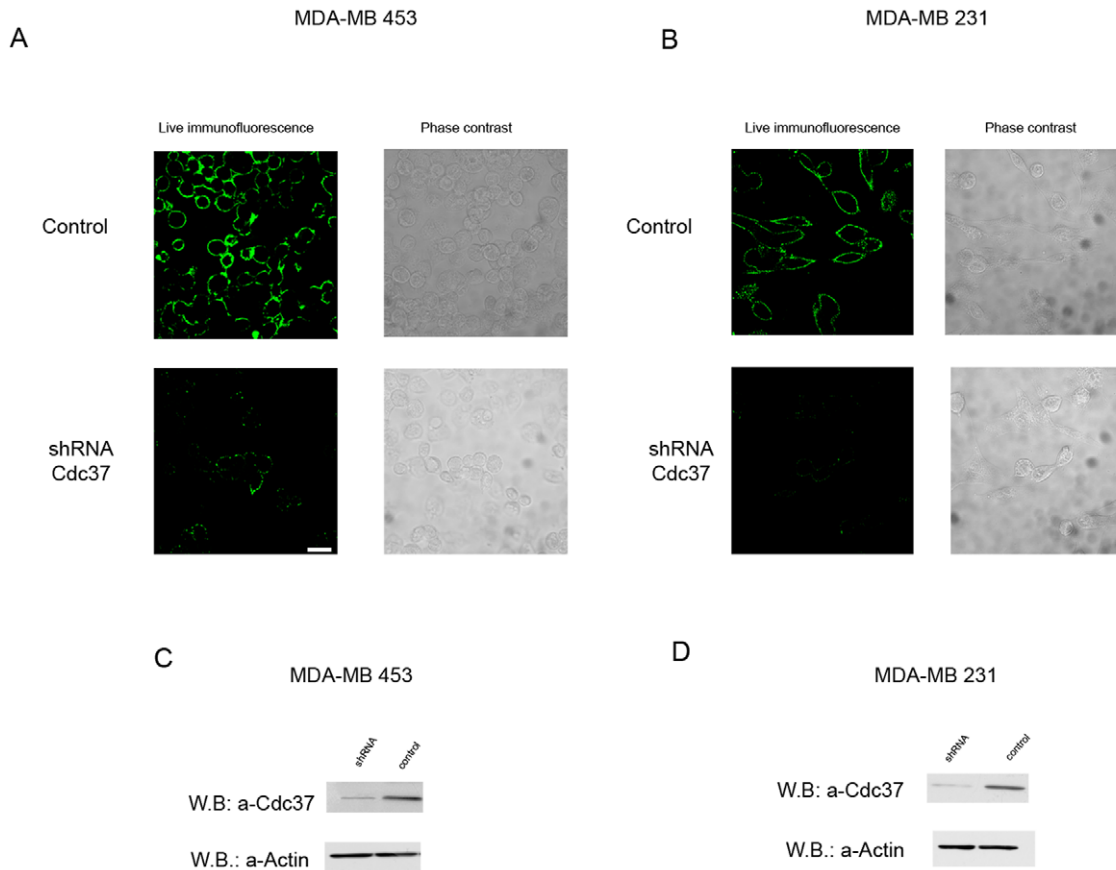 MDA-MB 453
MDA-MB 231
A
B
Live immunofluorescence
Phase contrast
Live immunofluorescence
Phase contrast
Control
Control
shRNA
Cdc37
shRNA
Cdc37
C
D
MDA-MB 453
MDA-MB 231
shRNA
control
shRNA
control
W.B: a-Cdc37
W.B: a-Cdc37
W.B.: a-Actin
W.B.: a-Actin